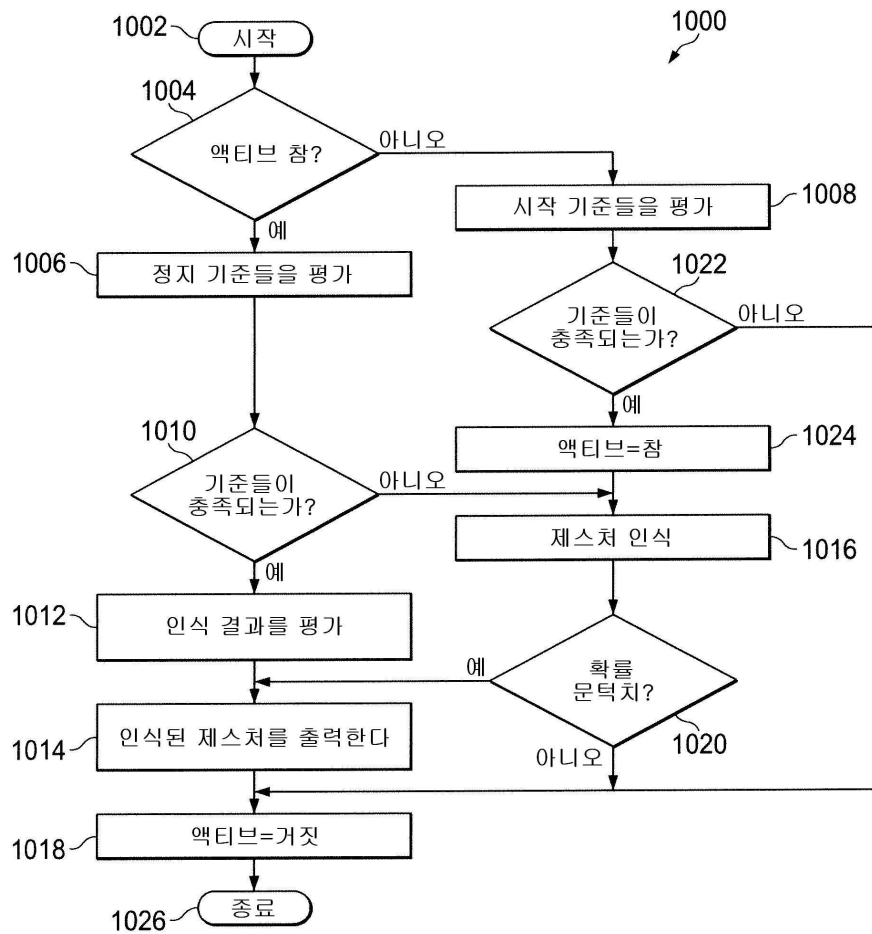 1002
시작
1000
1004
액티브 참?
아니오
예
시작 기준들을 평가
1008
1006
정지 기준들을 평가
1022
기준들이
충족되는가?
아니오
예
액티브=참
1024
1010
기준들이
충족되는가?
아니오
예
제스처 인식
1016
1012
인식 결과를 평가
확률
문턱치?
예
1020
아니오
1014
인식된 제스처를 출력한다
1018
액티브=거짓
1026
종료